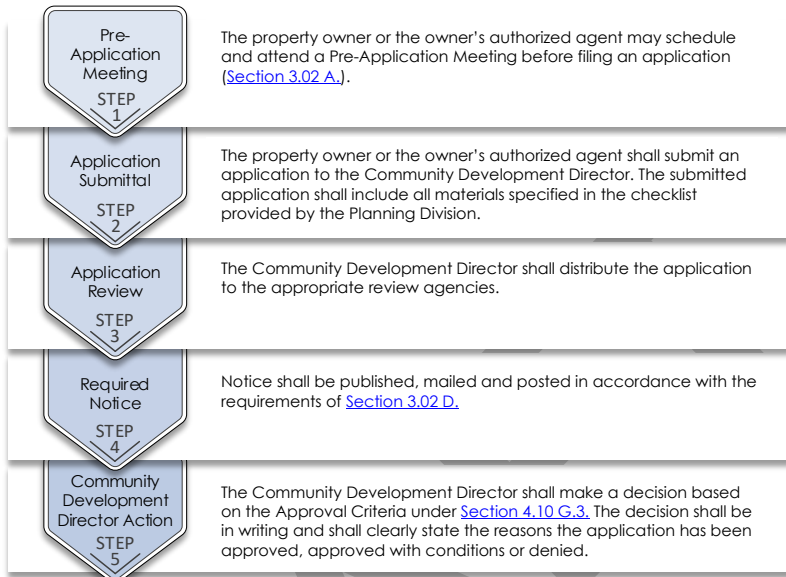 Pre-
Application
Meeting
STEP
1
The property owner or the owner’s authorized agent may schedule
and attend a Pre-Application Meeting before filing an application
(Section 3.02 A.).
Application
Submittal
STEP
2
The property owner or the owner’s authorized agent shall submit an
application to the Community Development Director. The submitted
application shall include all materials specified in the checklist
provided by the Planning Division.
Application
Review
STEP
3
The Community Development Director shall distribute the application
to the appropriate review agencies.
Required
Notice
STEP
4
Notice shall be published, mailed and posted in accordance with the
requirements of Section 3.02 D.
Community
Development
Director Action
STEP
5
The Community Development Director shall make a decision based
on the Approval Criteria under Section 4.10 G.3. The decision shall be
in writing and shall clearly state the reasons the application has been
approved, approved with conditions or denied.